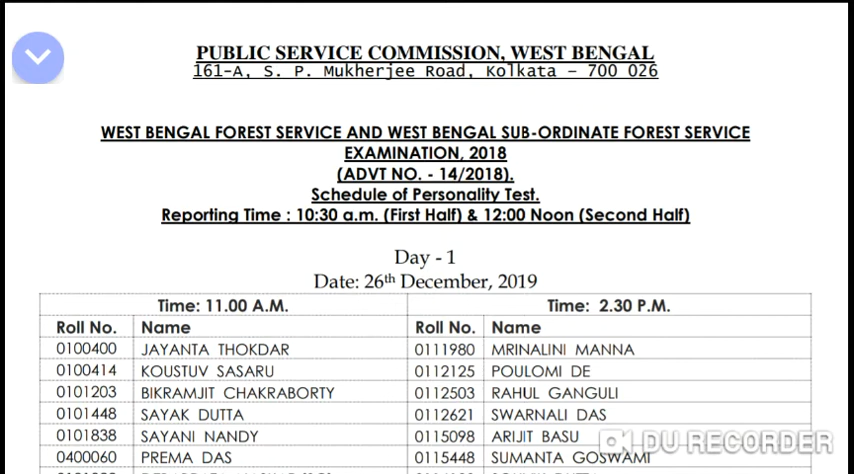 PUBLIC SERVICE COMMISSION, WEST BENGAL
161-A, S. P. Mukherjee Road, Kolkata – 700 026
WEST BENGAL FOREST SERVICE AND WEST BENGAL SUB-ORDINATE FOREST SERVICE
EXAMINATION, 2018
(ADVT NO. - 14/2018).
Schedule of Personality Test.
Reporting Time : 10:30 a.m. (First Half) & 12:00 Noon (Second Half)
Day - 1
Date: 26th December, 2019
Time: 11.00 A.M. Time: 2.30 P.M.
Roll No. Name Roll No. Name
0100400 JAYANTA THOKDAR 0111980 MRINALINI MANNA
0100414 KOUSTUV SASARU 0112125 POULOMI DE
0101203 BIKRAMJIT CHAKRABORTY 0112503 RAHUL GANGULI
0101448 SAYAK DUTTA 0112621 SWARNALI DAS
0101838 SAYANI NANDY 0115098 ARIJIT BASU
0400060 PREMA DAS 0115448 SUMANTA GOSWAMI
DU RECORDER